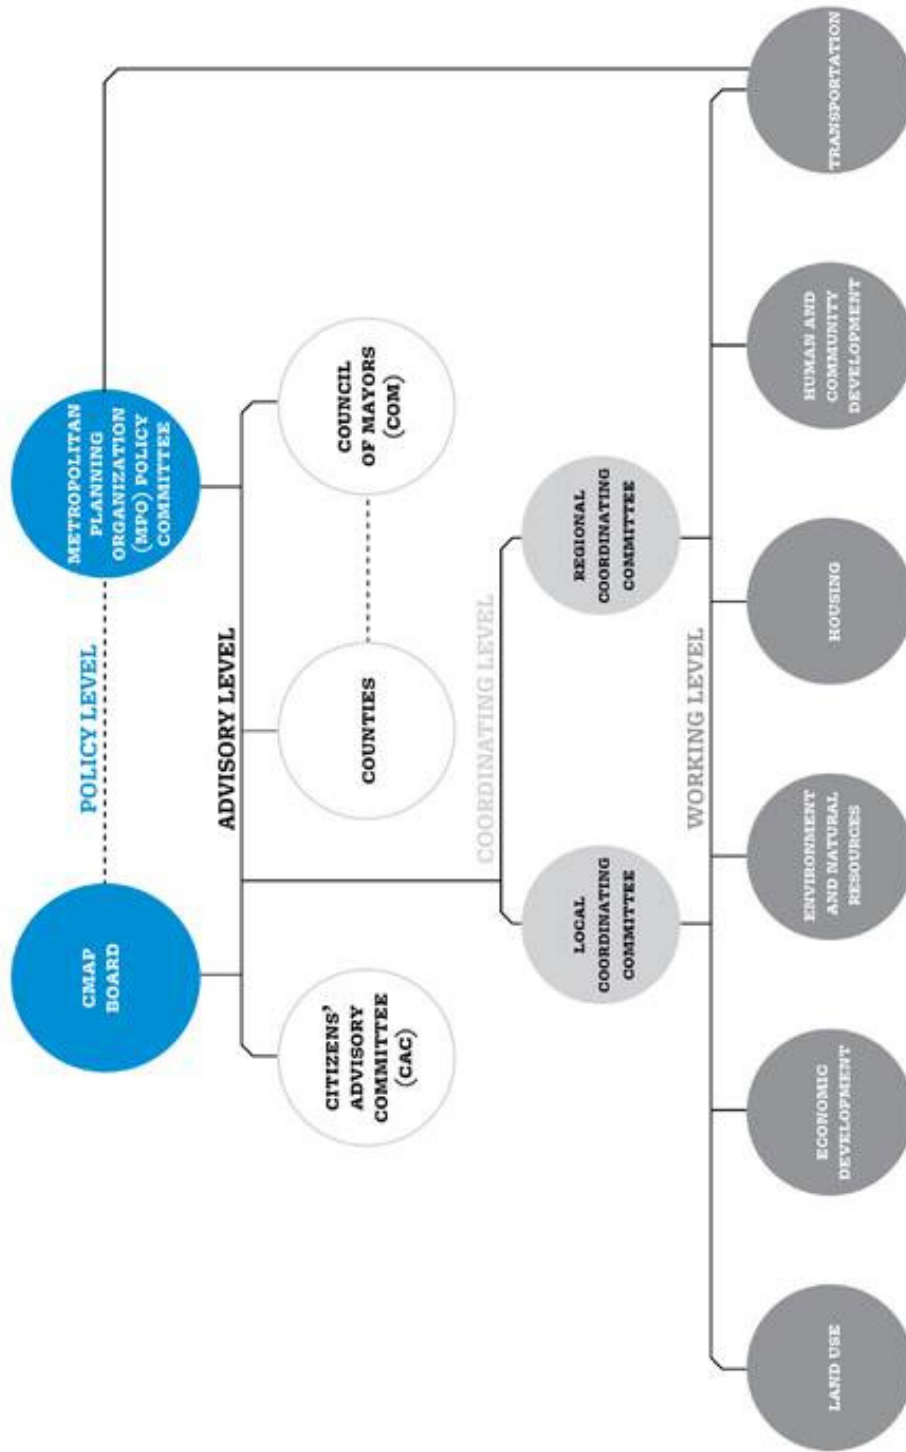 CMAP
BOARD
POLICY LEVEL
METROPOLITAN
PLANNING
ORGANIZATION
(MPO) POLICY
COMMITTEE
ADVISORY LEVEL
CITIZENS'
ADVISORY
COMMITTEE
(CAC)
COUNTIES
COUNCIL
OF MAYORS
(COM)
COORDINATING LEVEL
LOCAL
COORDINATING
COMMITTEE
REGIONAL
COORDINATING
COMMITTEE
WORKING LEVEL
LAND USE
ECONOMIC
DEVELOPMENT
ENVIRONMENT
AND NATURAL
RESOURCES
HOUSING
HUMAN AND
COMMUNITY
DEVELOPMENT
TRANSPORTATION